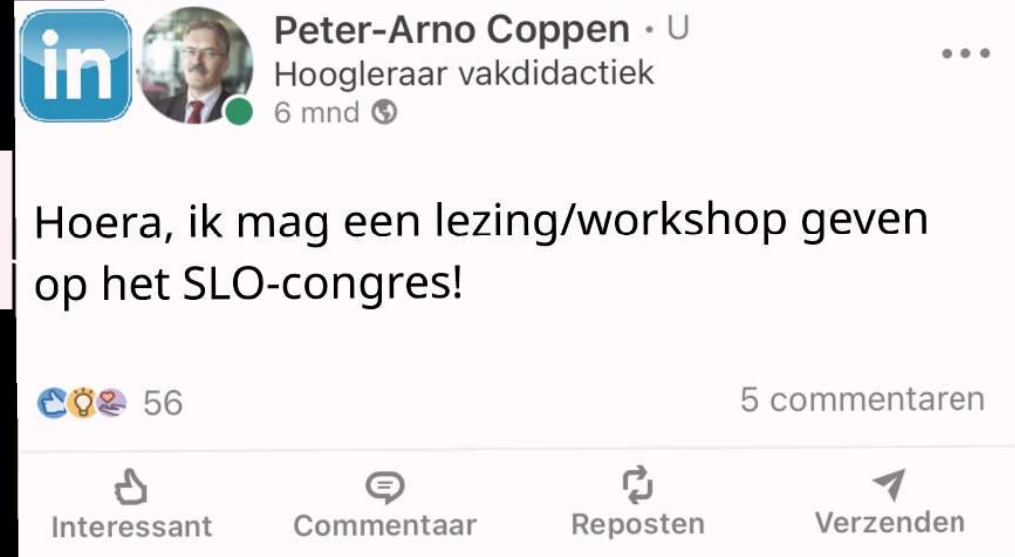 in
Peter-Arno Coppen · U
Hoogleraar vakdidactiek
6 mnd
Hoera, ik mag een lezing/workshop geven
op het SLO-congres!
56 5 commentaren
Interessant Commentaar Reposten Verzenden